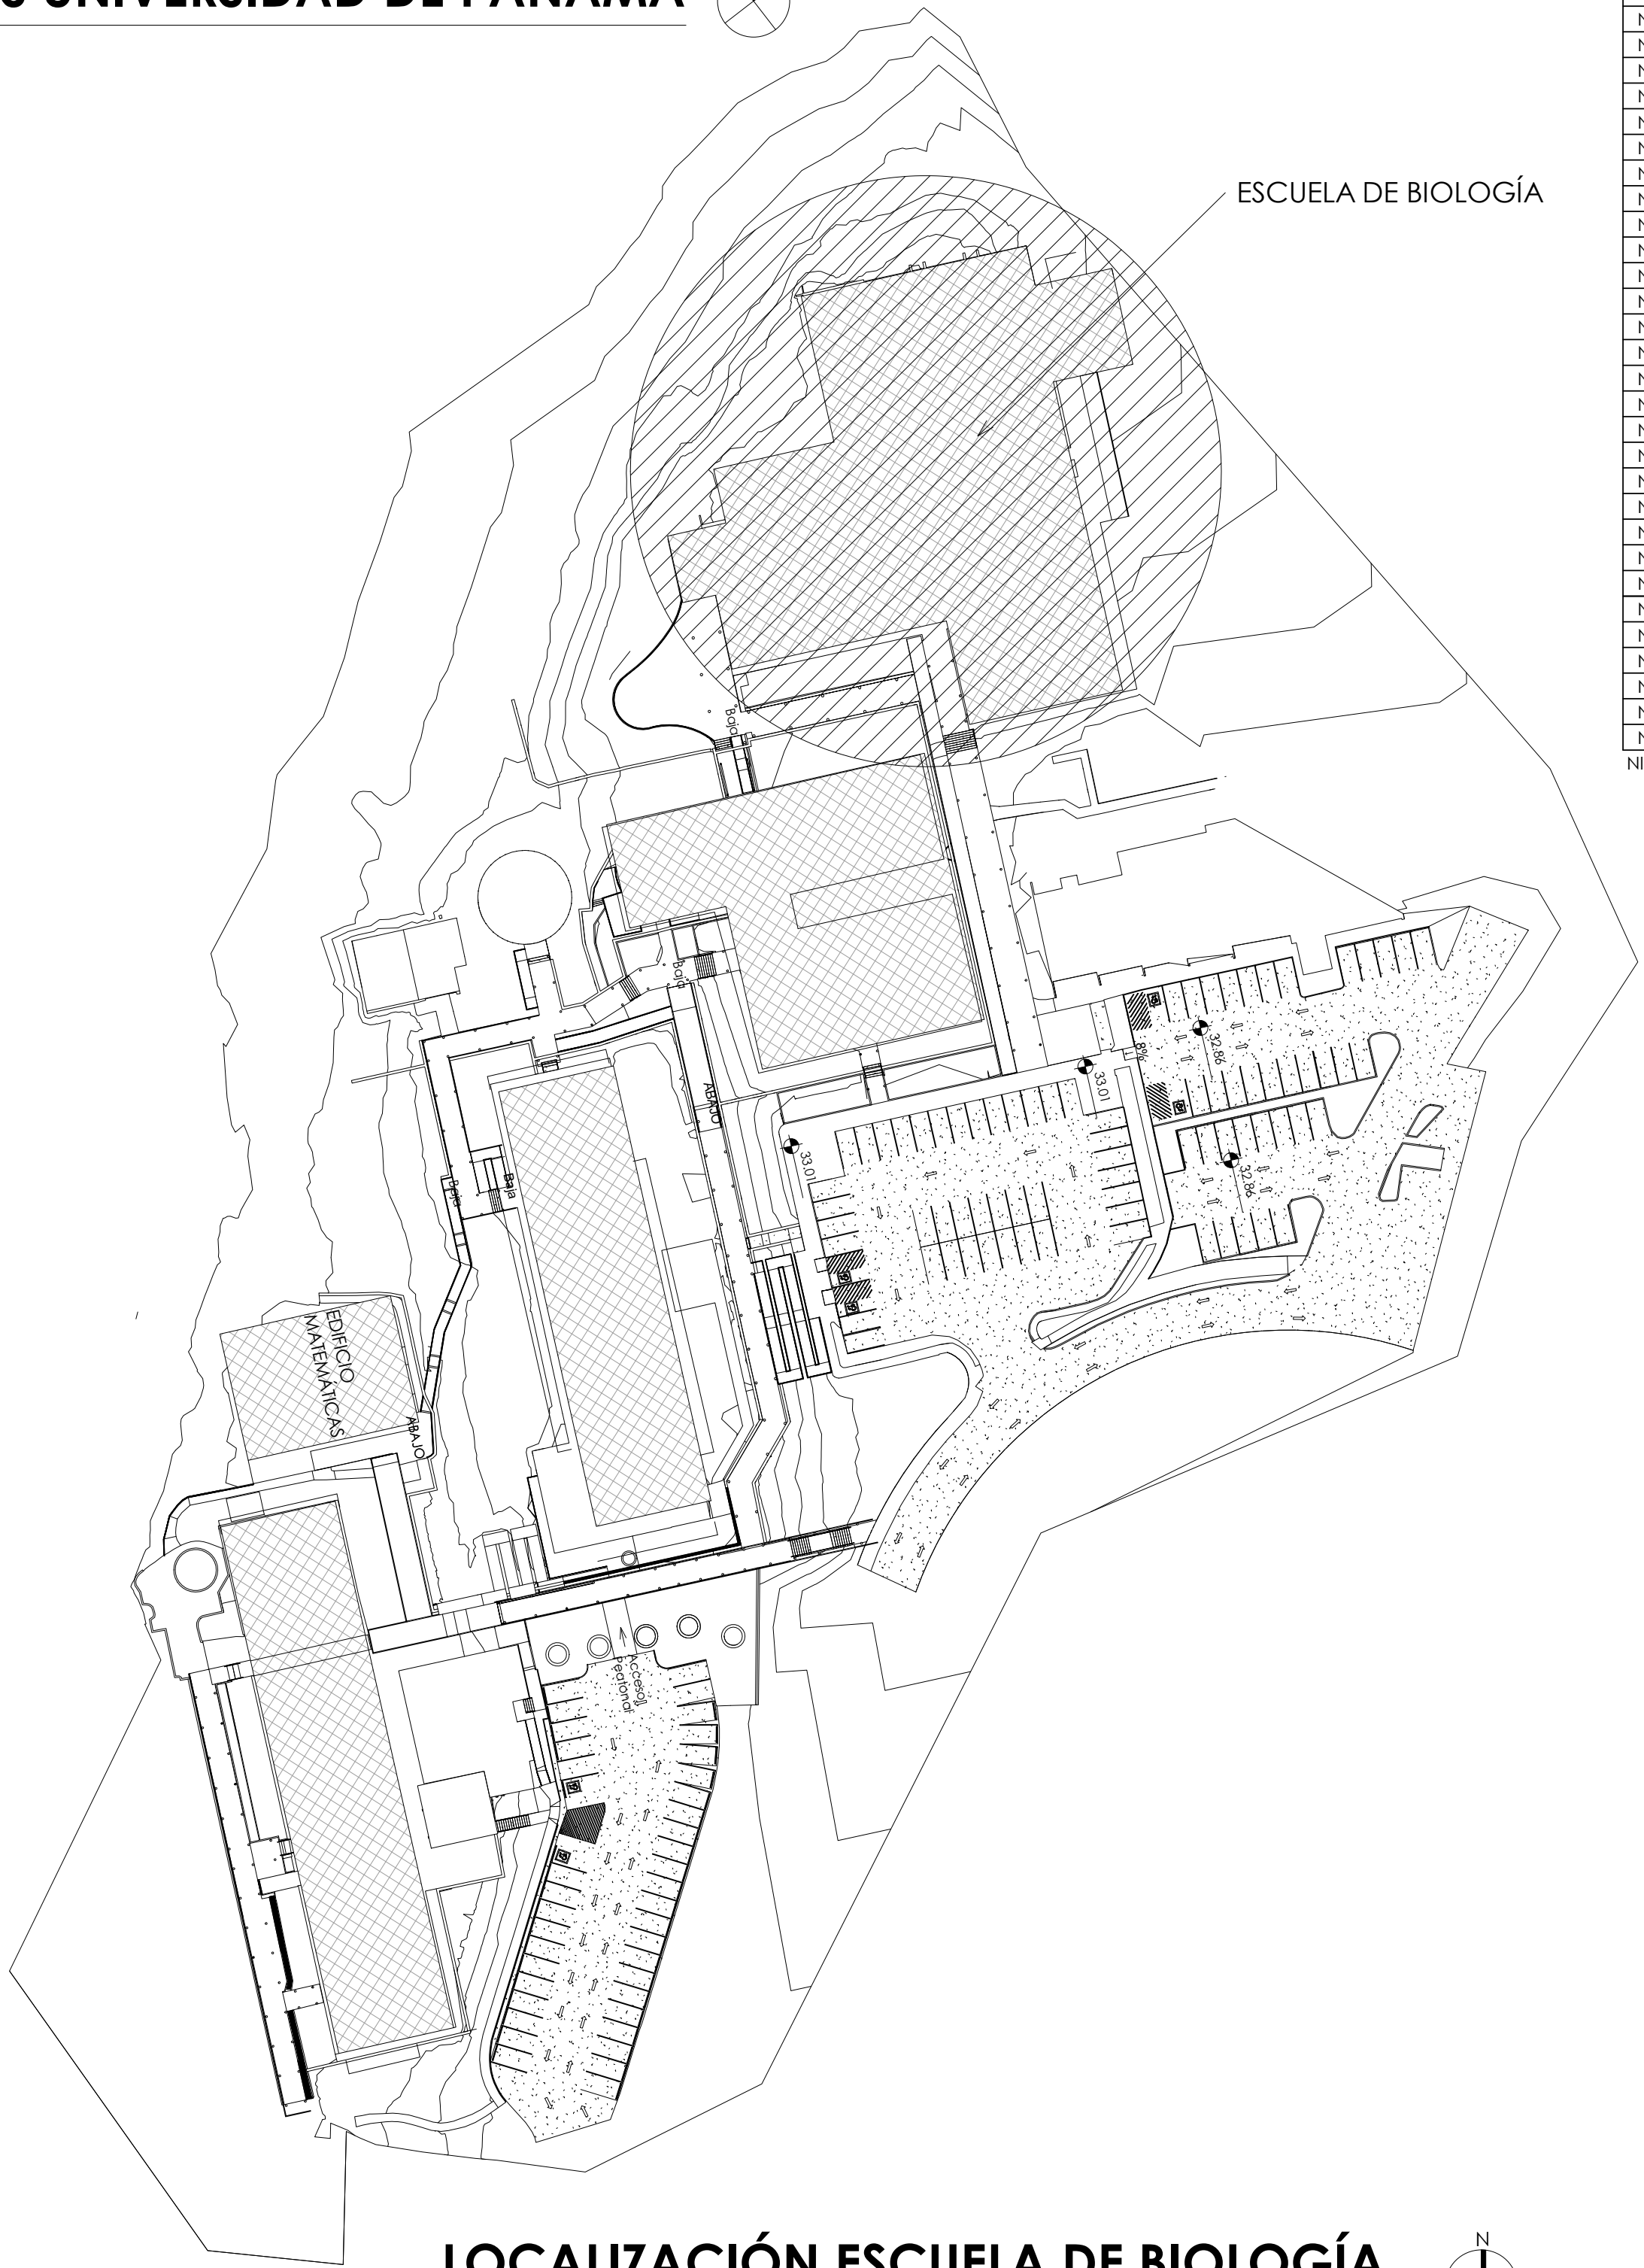 UNIVERSIDAD DE PANAMÁ
ESCUELA DE BIOLOGÍA
Baja
Baja
ABAJO
8%
32.86
33.01
33.01
32.86
Baja
Baja
EDIFICIO
MATEMÁTICAS
ABAJO
Acceso
Peatonal
N
LOCALIZACIÓN ESCUELA DE BIOLOGÍA